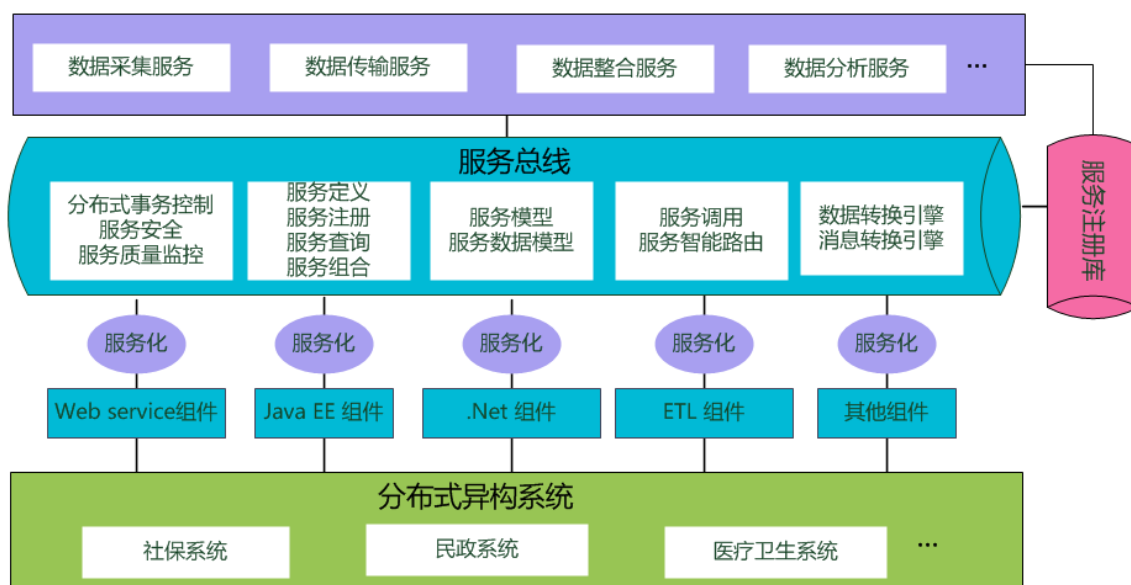 数据采集服务
数据传输服务
数据整合服务
数据分析服务
...
服务总线
分布式事务控制
服务安全
服务质量监控
服务定义
服务注册
服务查询
服务组合
服务模型
服务数据模型
服务调用
服务智能路由
数据转换引擎
消息转换引擎
服务注册库
服务化
服务化
服务化
服务化
服务化
Web service组件
Java EE 组件
.Net 组件
ETL 组件
其他组件
分布式异构系统
社保系统
民政系统
医疗卫生系统
...